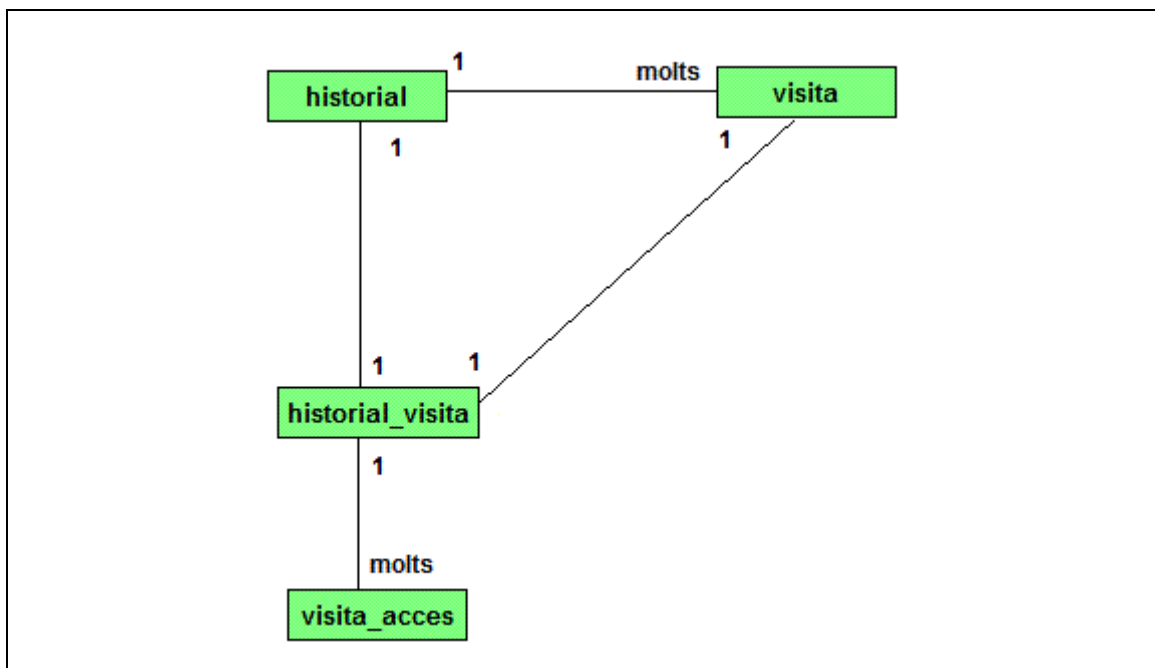 1
molts
historial
visita
1
1
1
1
historial_visita
1
molts
visita_acces